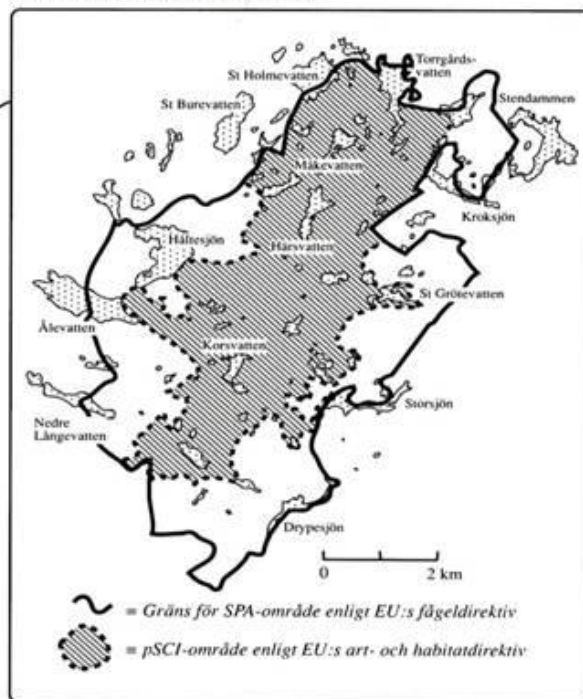 Torrgårds-
vatten
St Holmevatten
Stendammen
St Burevatten
Måkevatten
Kroksjön
Håltesjön
Härsvatten
St Grötevatten
Ålevatten
Korsvatten
Storsjön
Nedre
Långevatten
Drypesjön
0 2 km
= Gräns för SPA-område enligt EU:s fågeldirektiv
= pSCI-område enligt EU:s art- och habitatdirektiv